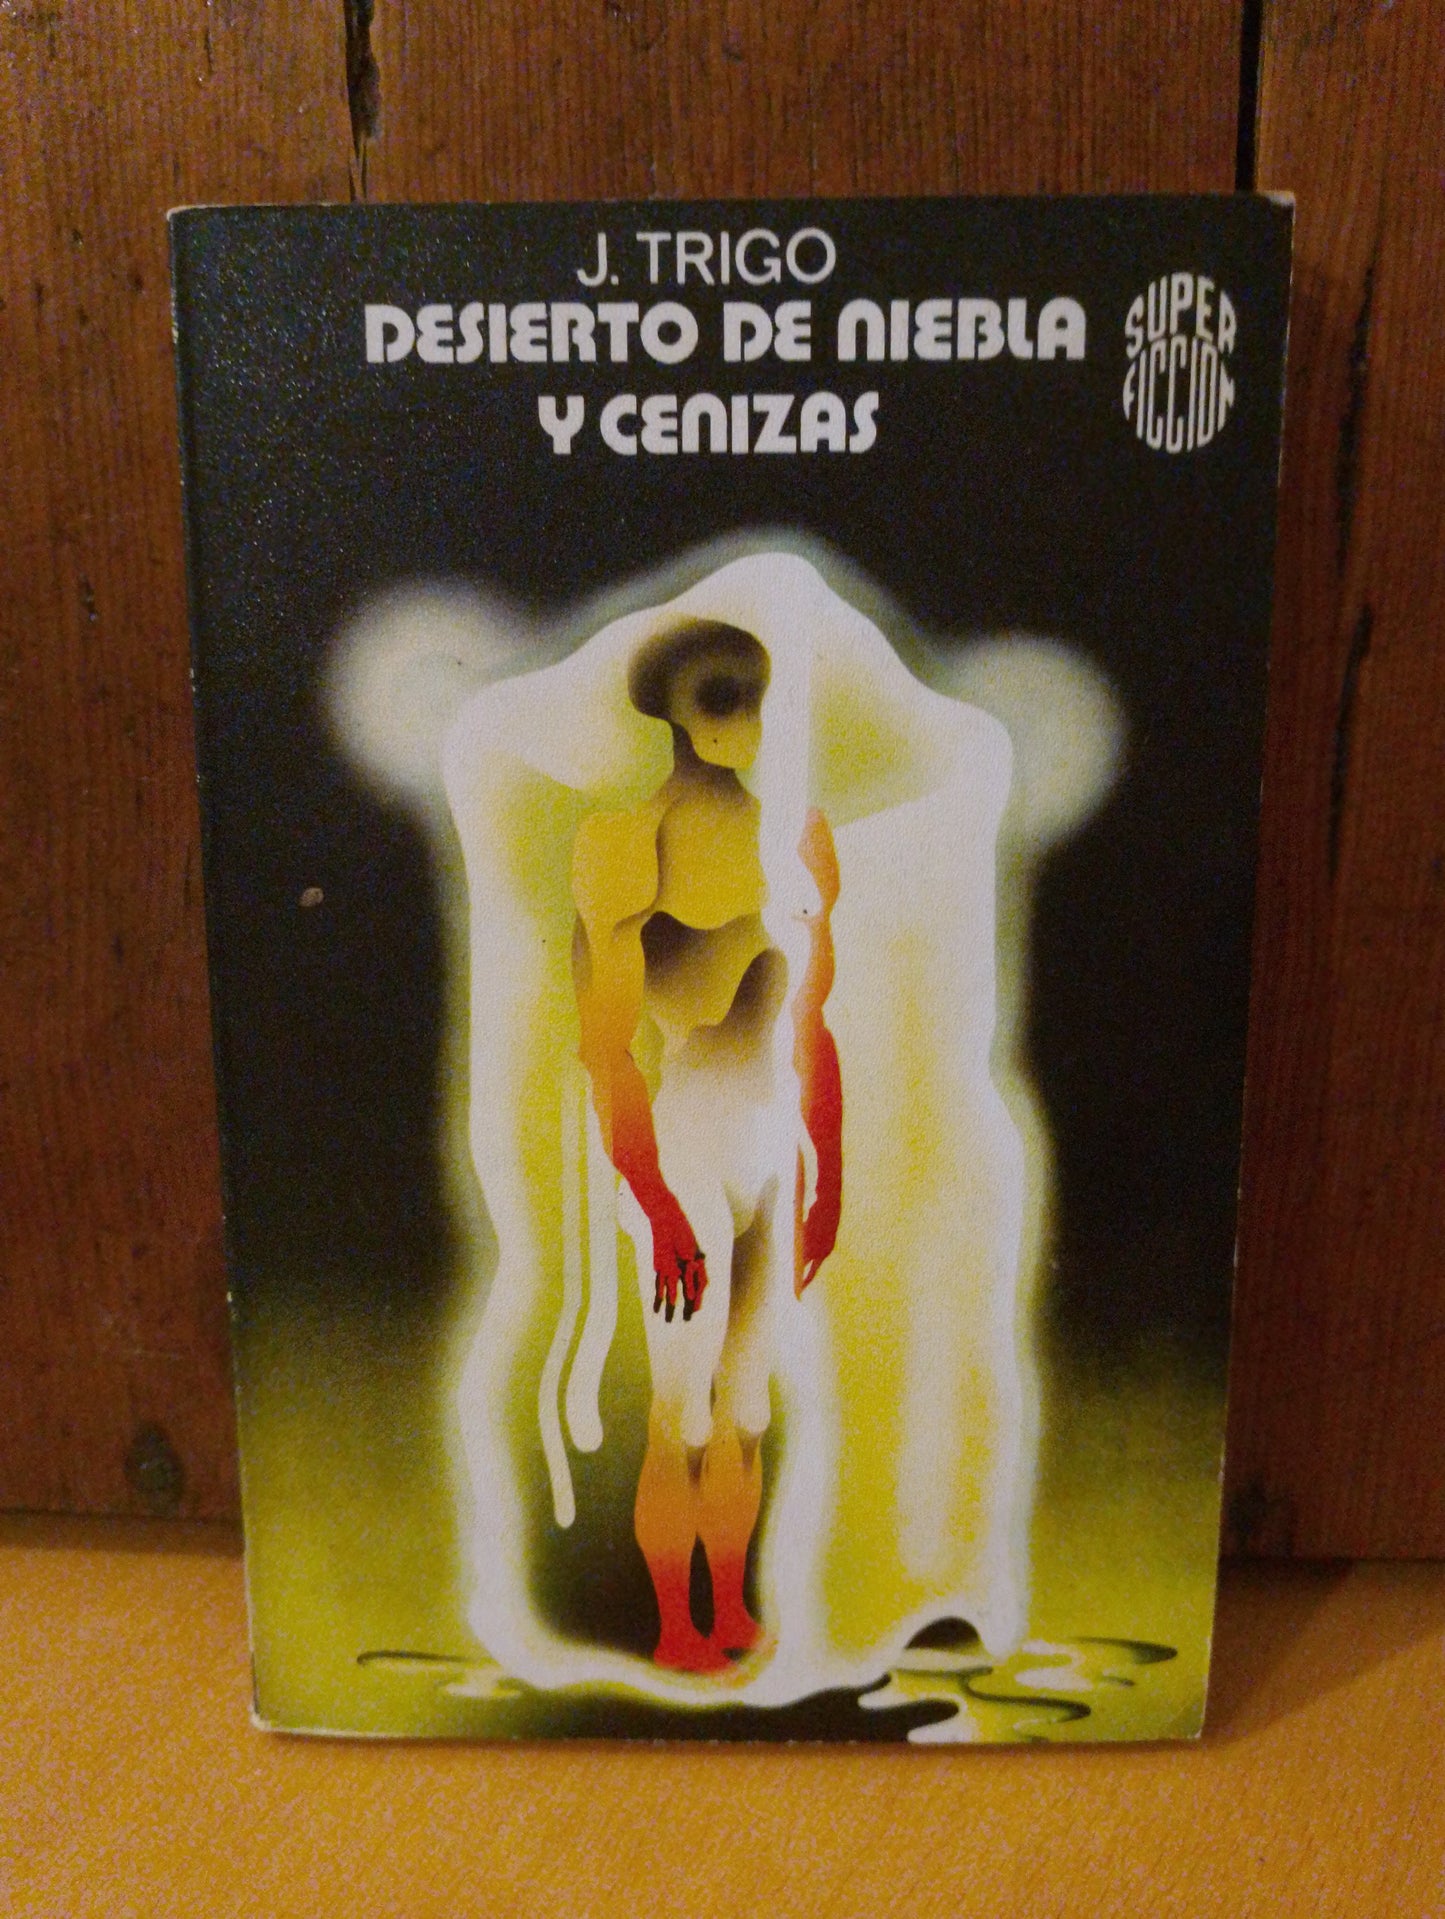 J. TRIGO
DESIERTO DE NIEBLA
Y CENIZAS
SUPER
FICCION